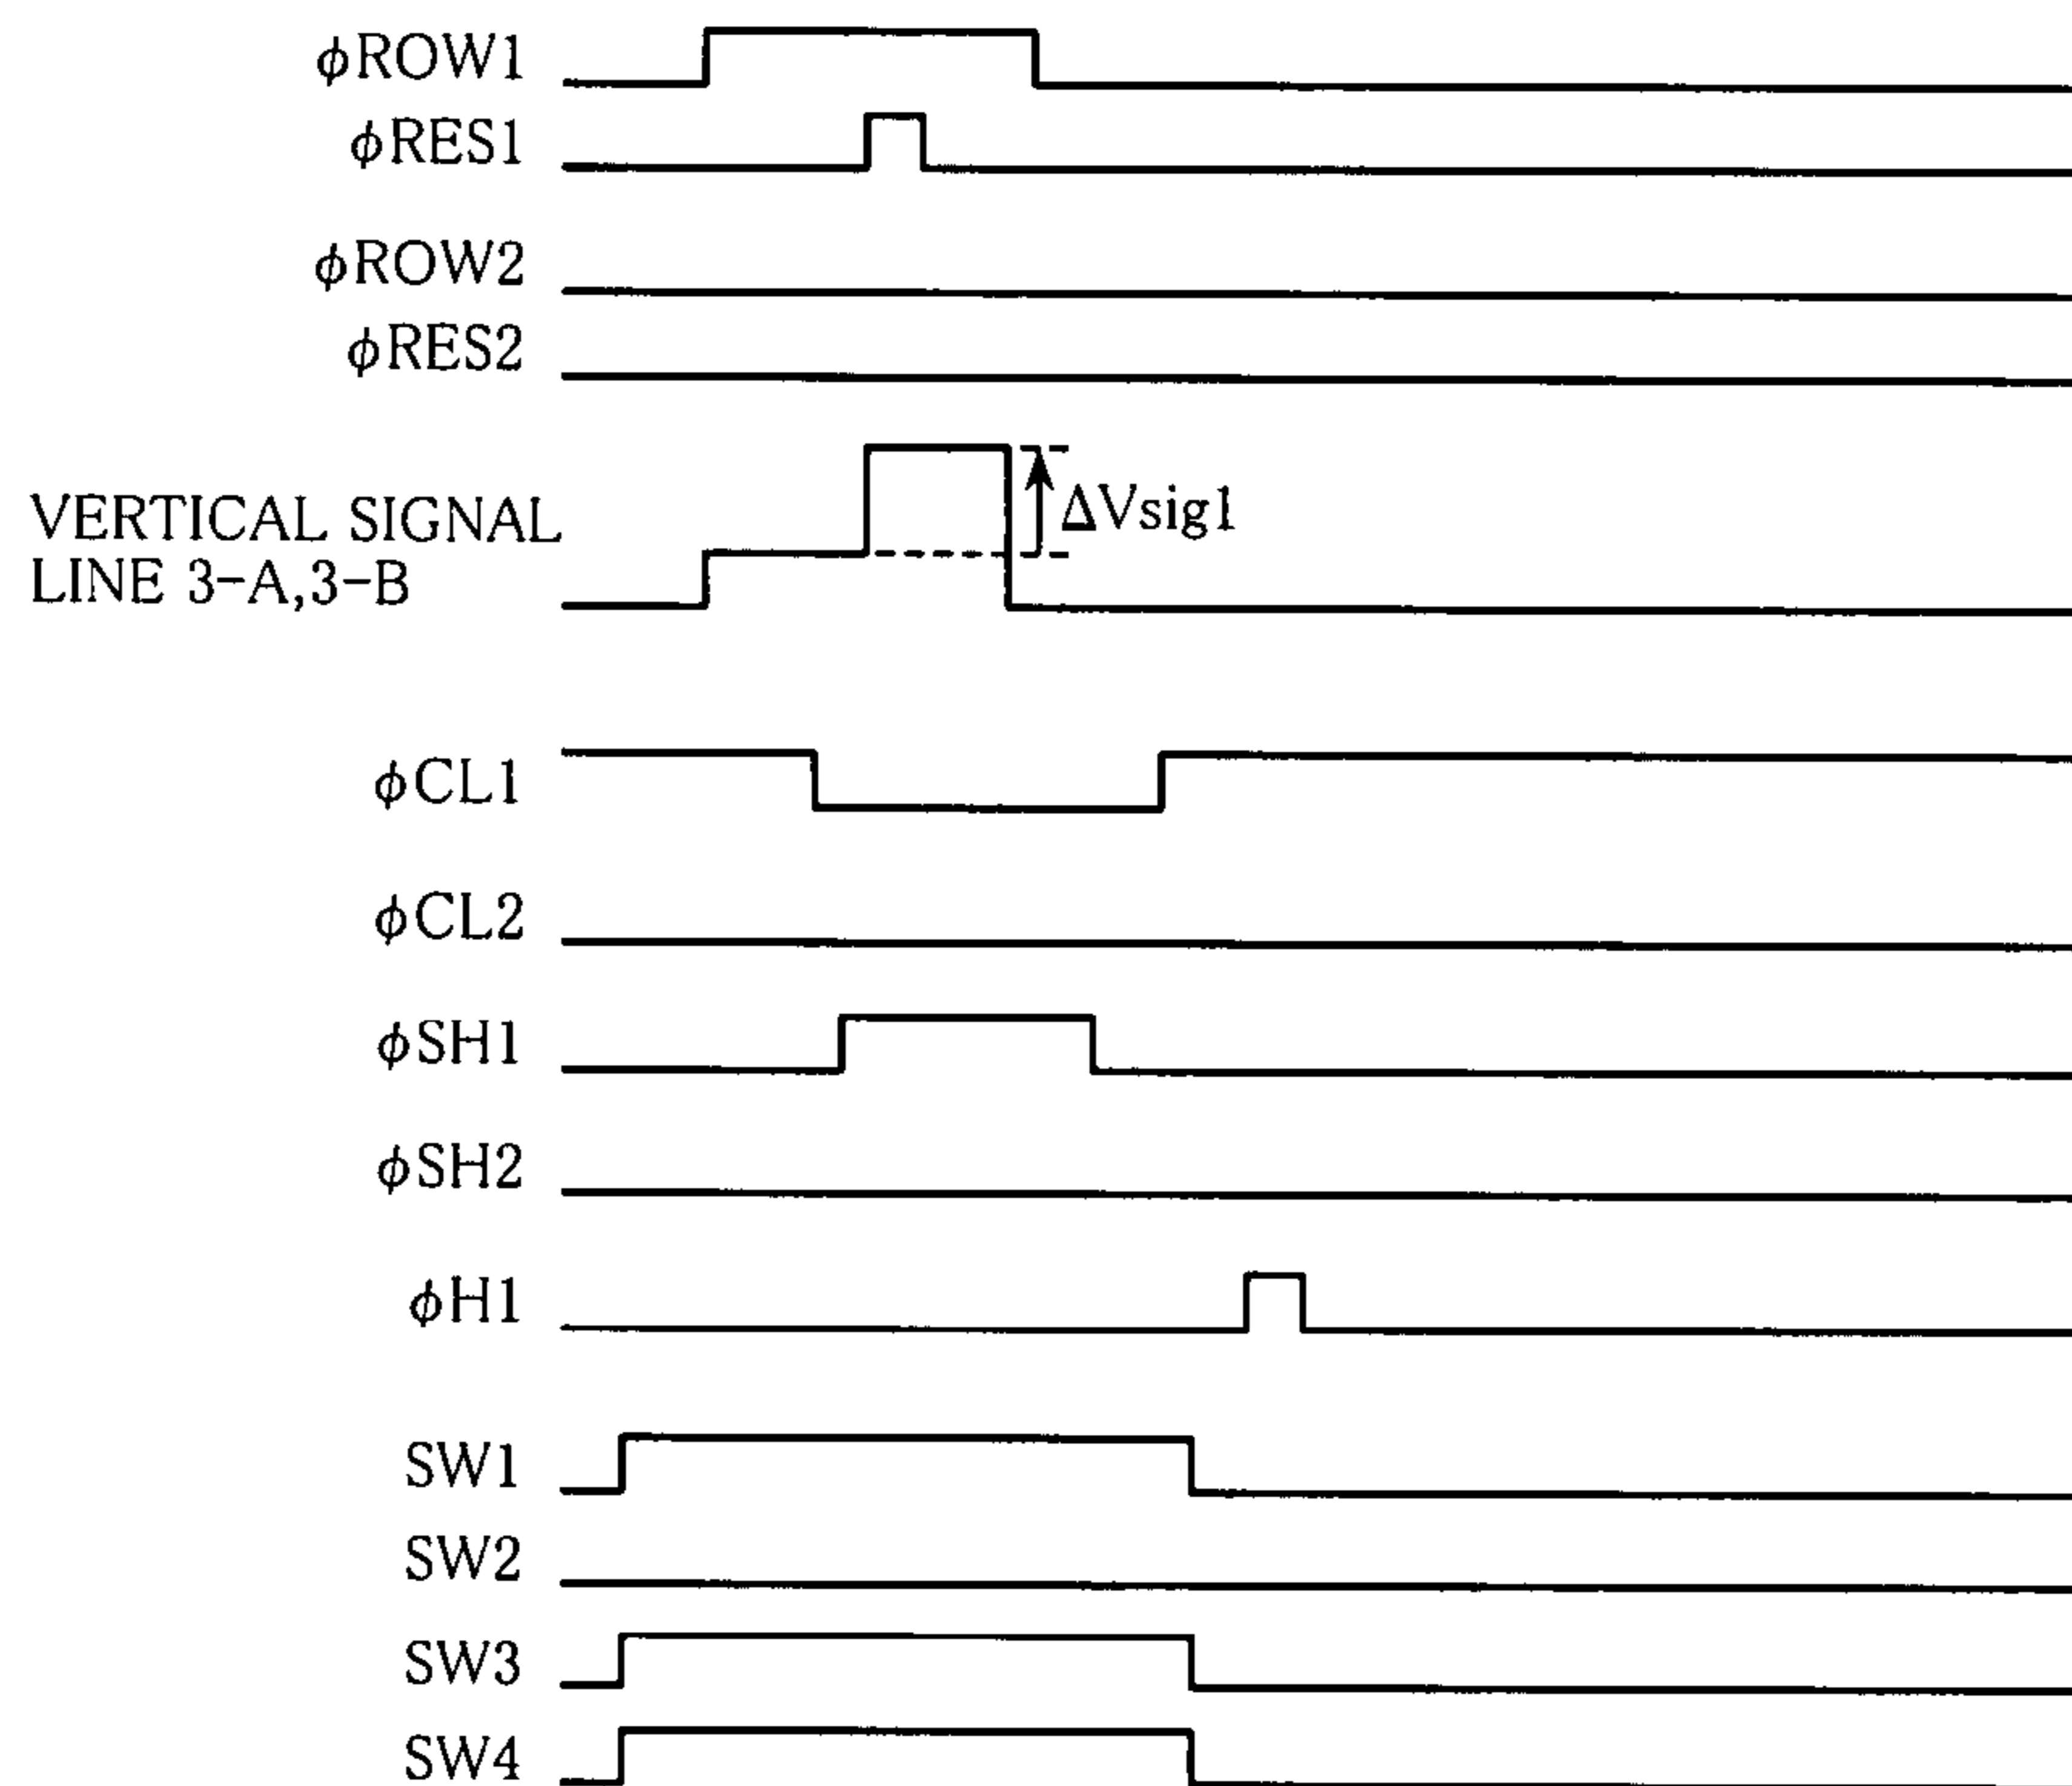 φROW1
φRES1
φROW2
φRES2
VERTICAL SIGNAL
LINE 3-A,3-B
ΔVsig1
φCL1
φCL2
φSH1
φSH2
φH1
SW1
SW2
SW3
SW4